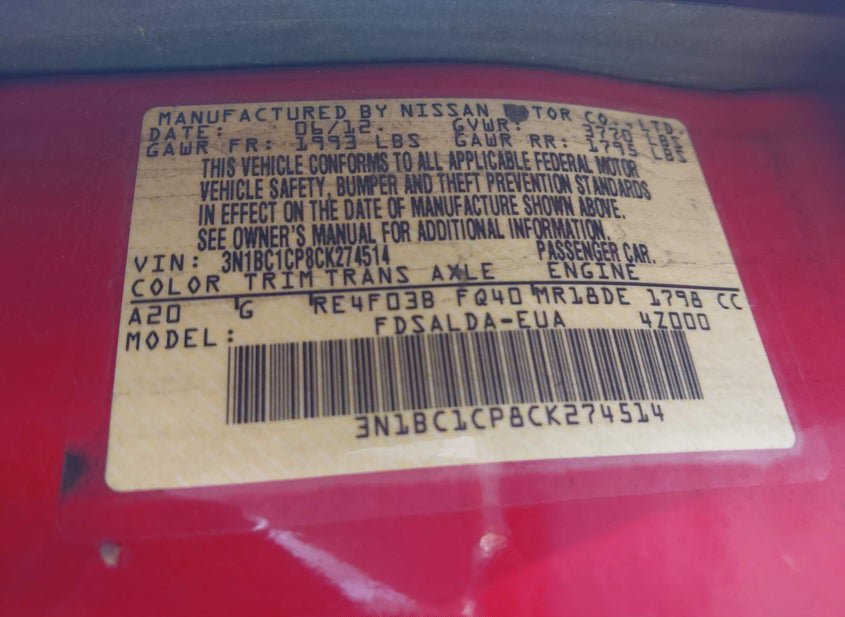 MANUFACTURED BY NISSAN TOR CO., LTD.
DATE: 06/12. GVWR: 3770 LBS
GAWR FR: 1993 LBS GAWR RR: 1795 LBS
THIS VEHICLE CONFORMS TO ALL APPLICABLE FEDERAL MOTOR
VEHICLE SAFETY, BUMPER AND THEFT PREVENTION STANDARDS
IN EFFECT ON THE DATE OF MANUFACTURE SHOWN ABOVE.
SEE OWNER'S MANUAL FOR ADDITIONAL INFORMATION.
VIN: 3N1BC1CP8CK274514 PASSENGER CAR.
COLOR TRIM TRANS AXLE ENGINE
A20 G RE4F03B FQ40 MR18DE 1798 CC
MODEL: FDSALDA-EUA 4Z000
3N1BC1CP8CK274514